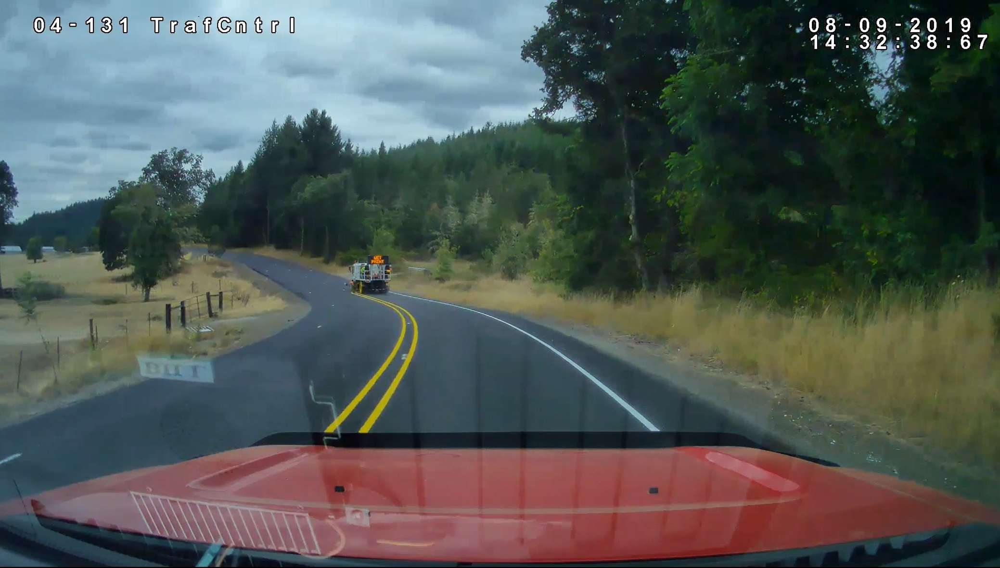 04-131 TrafCntrl
08-09-2019
14:32:38:67
WET
PAINT